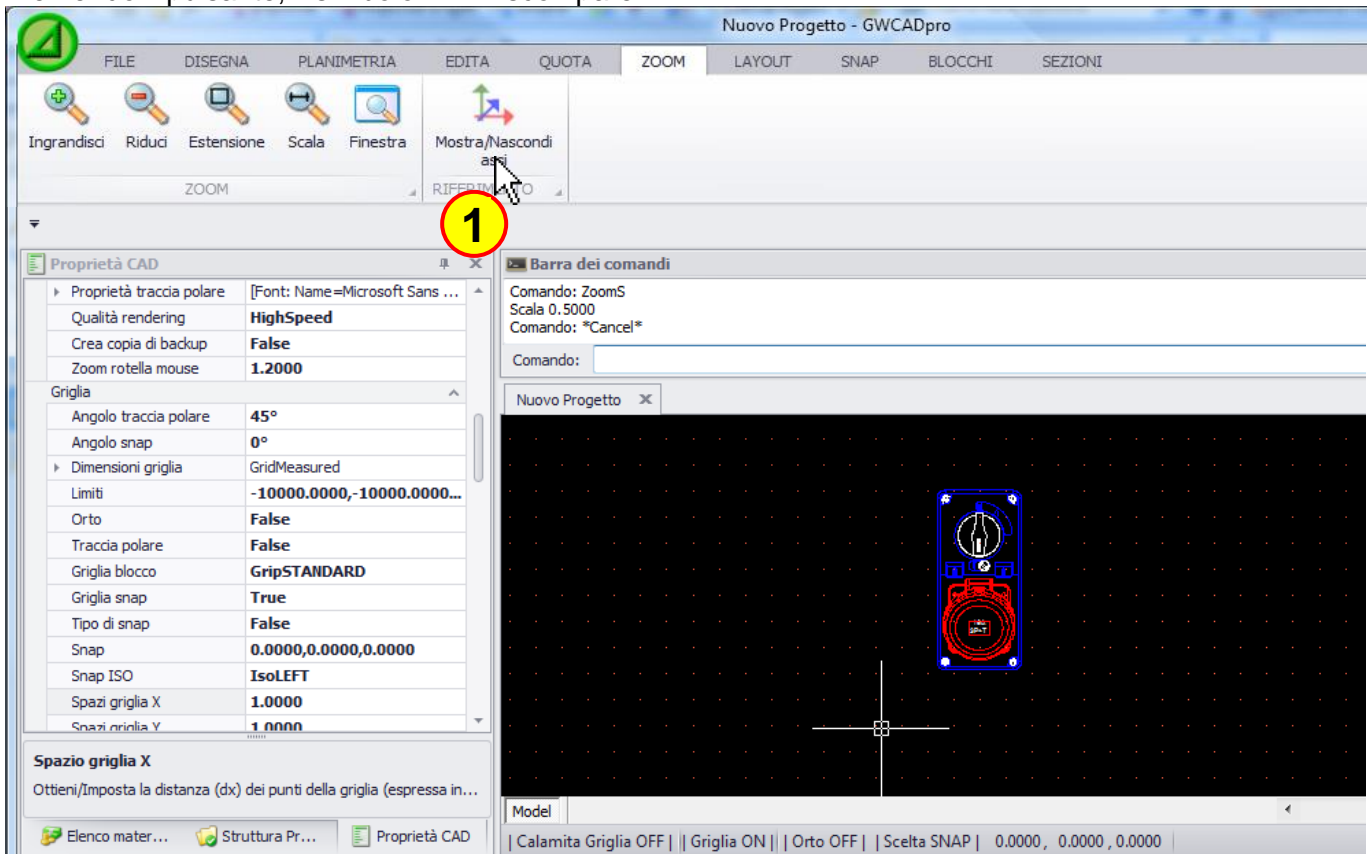 Nuovo Progetto - GWCADpro
FILE DISEGNA PLANIMETRIA EDITA QUOTA ZOOM LAYOUT SNAP BLOCCHI SEZIONI
Ingrandisci Riduci Estensione Scala Finestra Mostra/Nascondi
assi
ZOOM RIFERIMENTO
1
Proprietà CAD
Proprietà traccia polare [Font: Name=Microsoft Sans ...
Qualità rendering HighSpeed
Crea copia di backup False
Zoom rotella mouse 1.2000
Griglia
Angolo traccia polare 45°
Angolo snap 0°
Dimensioni griglia GridMeasured
Limiti -10000.0000,-10000.0000...
Orto False
Traccia polare False
Griglia blocco GripSTANDARD
Griglia snap True
Tipo di snap False
Snap 0.0000,0.0000,0.0000
Snap ISO IsoLEFT
Spazi griglia X 1.0000
Spazi griglia Y 1.0000
Spazio griglia X
Ottieni/Imposta la distanza (dx) dei punti della griglia (espressa in...
Elenco mater... Struttura Pr... Proprietà CAD
Barra dei comandi
Comando: ZoomS
Scala 0.5000
Comando: *Cancel*
Comando:
Nuovo Progetto
Model
| Calamita Griglia OFF | | Griglia ON | | Orto OFF | | Scelta SNAP | 0.0000 , 0.0000 , 0.0000